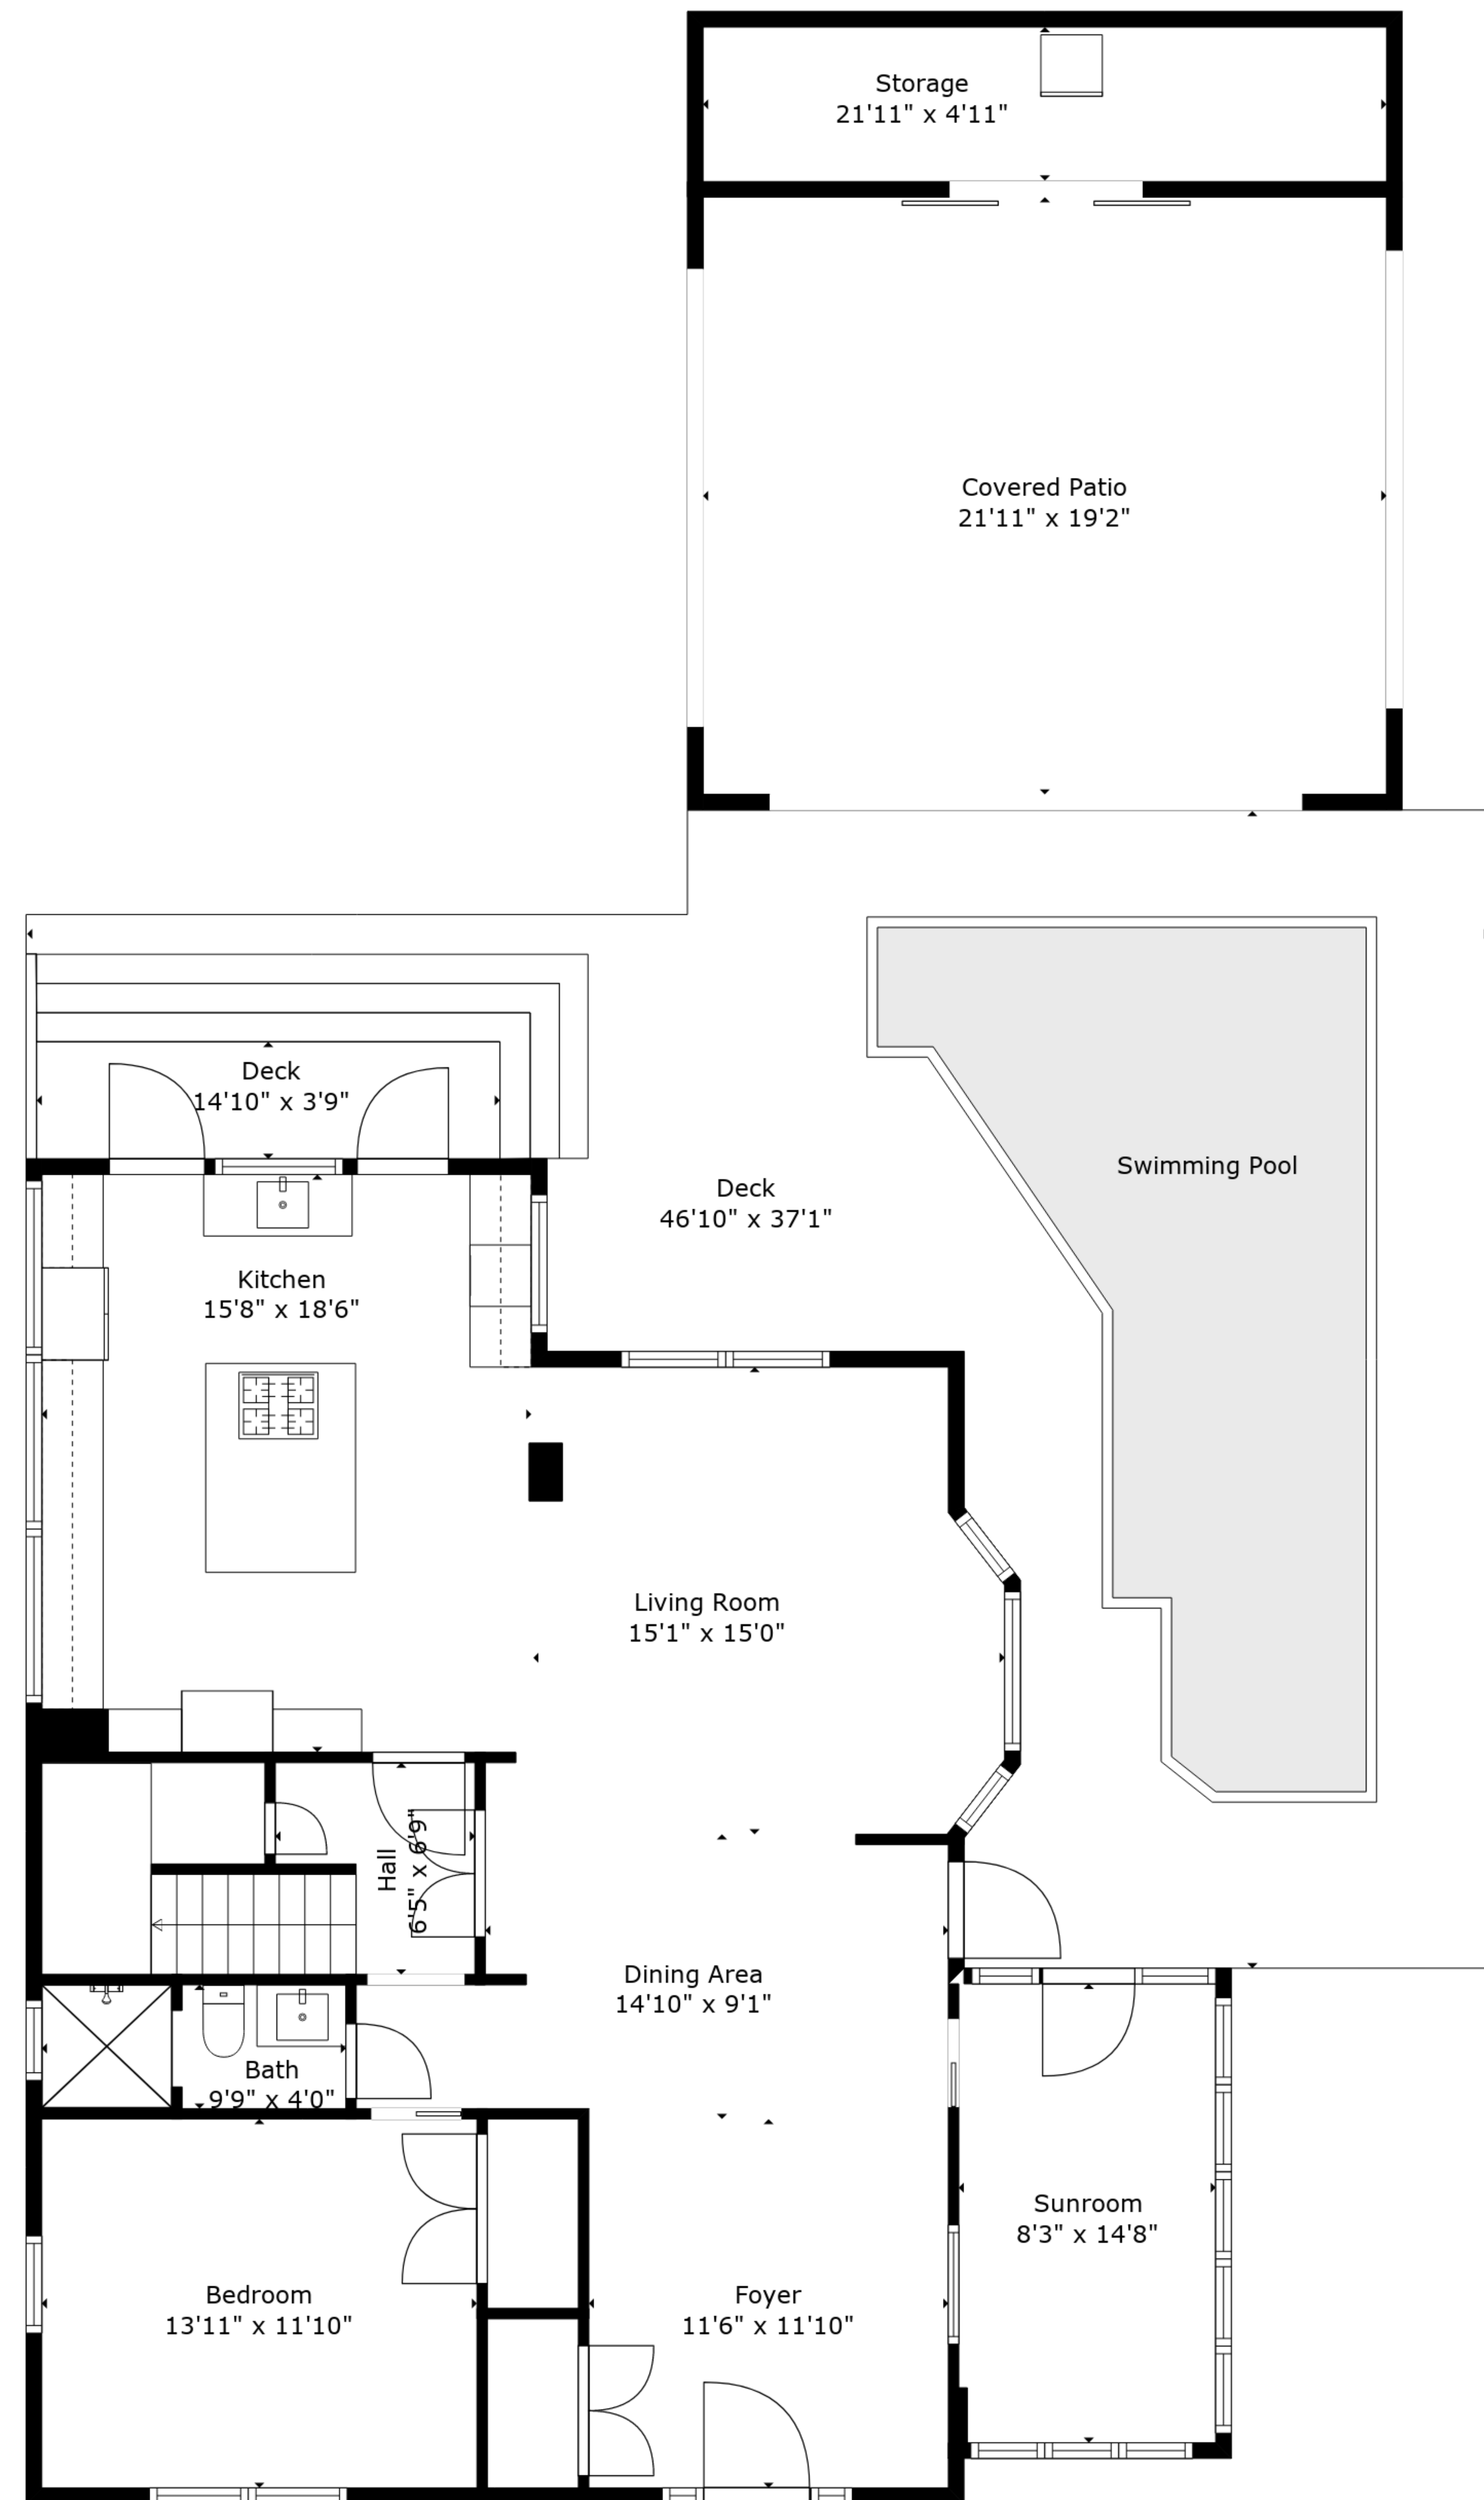 Storage
21'11" x 4'11"
Covered Patio
21'11" x 19'2"
Deck
14'10" x 3'9"
Swimming Pool
Deck
46'10" x 37'1"
Kitchen
15'8" x 18'6"
Living Room
15'1" x 15'0"
Hall
6'5" x 6'9"
Dining Area
14'10" x 9'1"
Bath
9'9" x 4'0"
Sunroom
8'3" x 14'8"
Bedroom
13'11" x 11'10"
Foyer
11'6" x 11'10"